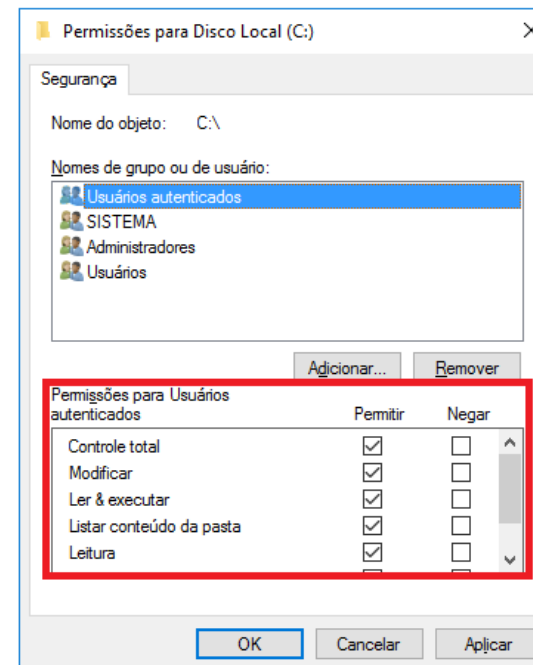 Permissões para Disco Local (C:)
Segurança
Nome do objeto: C:\
Nomes de grupo ou de usuário:
Usuários autenticados
SISTEMA
Administradores
Usuários
Adicionar... Remover
Permissões para Usuários
autenticados Permitir Negar
Controle total
Modificar
Ler & executar
Listar conteúdo da pasta
Leitura
OK Cancelar Aplicar